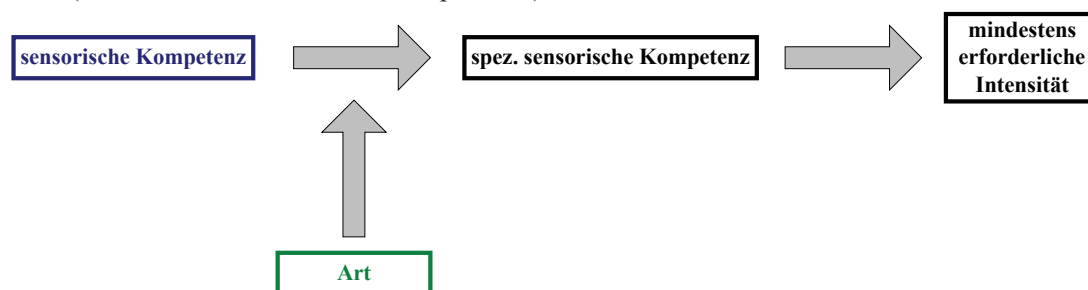 sensorische Kompetenz
spez. sensorische Kompetenz
mindestens
erforderliche
Intensität
Art